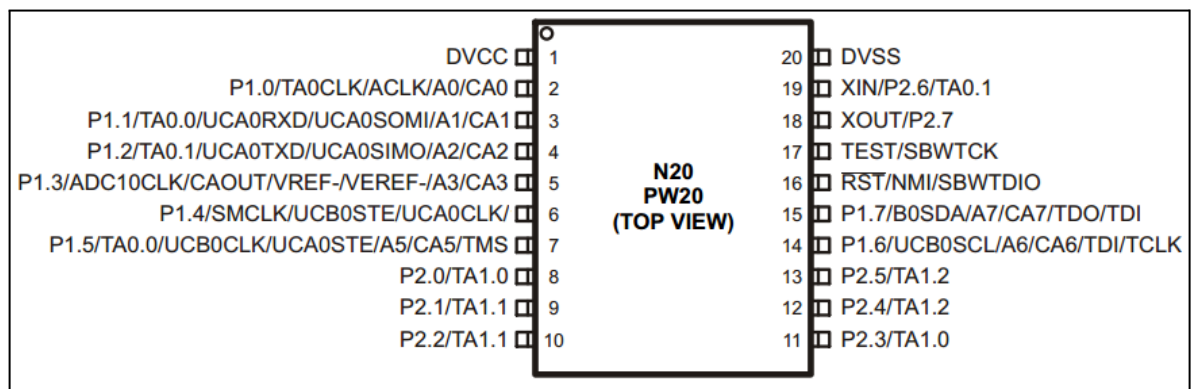 DVCC 1
P1.0/TA0CLK/ACLK/A0/CA0 2
P1.1/TA0.0/UCA0RXD/UCA0SOMI/A1/CA1 3
P1.2/TA0.1/UCA0TXD/UCA0SIMO/A2/CA2 4
P1.3/ADC10CLK/CAOUT/VREF-/VEREF-/A3/CA3 5
P1.4/SMCLK/UCB0STE/UCA0CLK/ 6
P1.5/TA0.0/UCB0CLK/UCA0STE/A5/CA5/TMS 7
P2.0/TA1.0 8
P2.1/TA1.1 9
P2.2/TA1.1 10
N20
PW20
(TOP VIEW)
20 DVSS
19 XIN/P2.6/TA0.1
18 XOUT/P2.7
17 TEST/SBWTCK
16 R̅S̅T̅/NMI/SBWTDIO
15 P1.7/B0SDA/A7/CA7/TDO/TDI
14 P1.6/UCB0SCL/A6/CA6/TDI/TCLK
13 P2.5/TA1.2
12 P2.4/TA1.2
11 P2.3/TA1.0